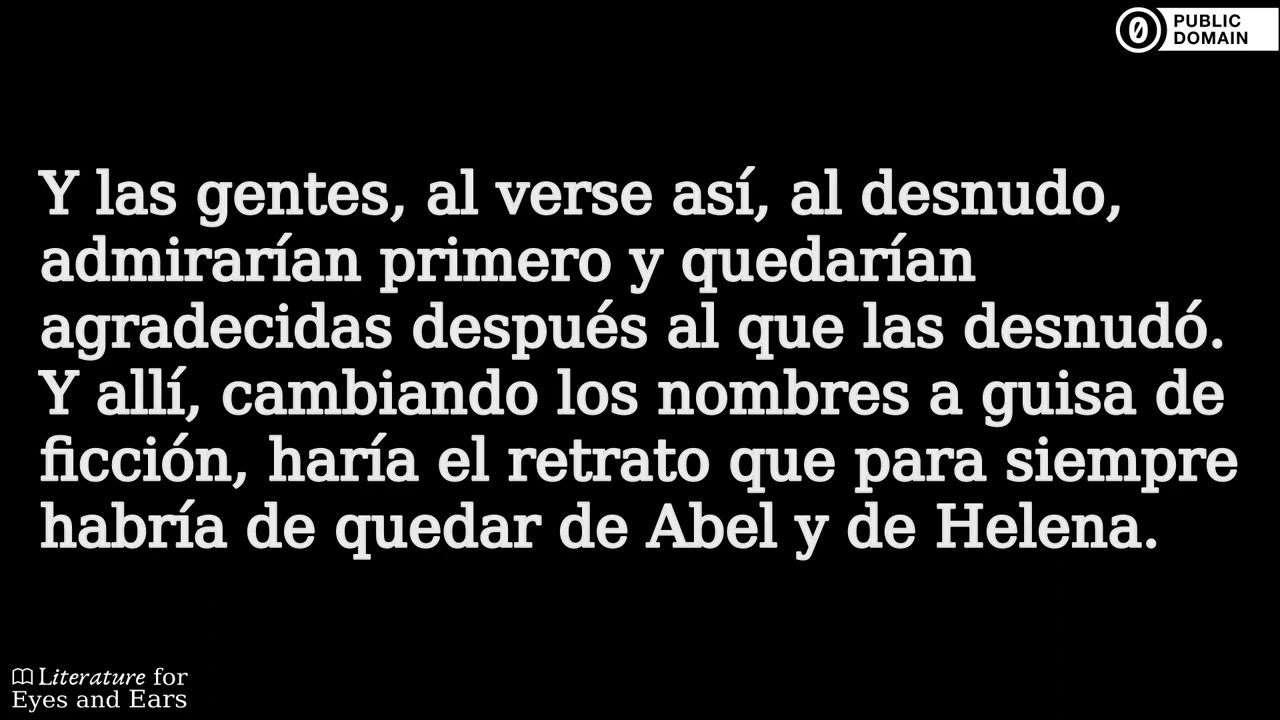 PUBLIC
DOMAIN
Y las gentes, al verse así, al desnudo,
admirarían primero y quedarían
agradecidas después al que las desnudó.
Y allí, cambiando los nombres a guisa de
ficción, haría el retrato que para siempre
habría de quedar de Abel y de Helena.
Literature for
Eyes and Ears